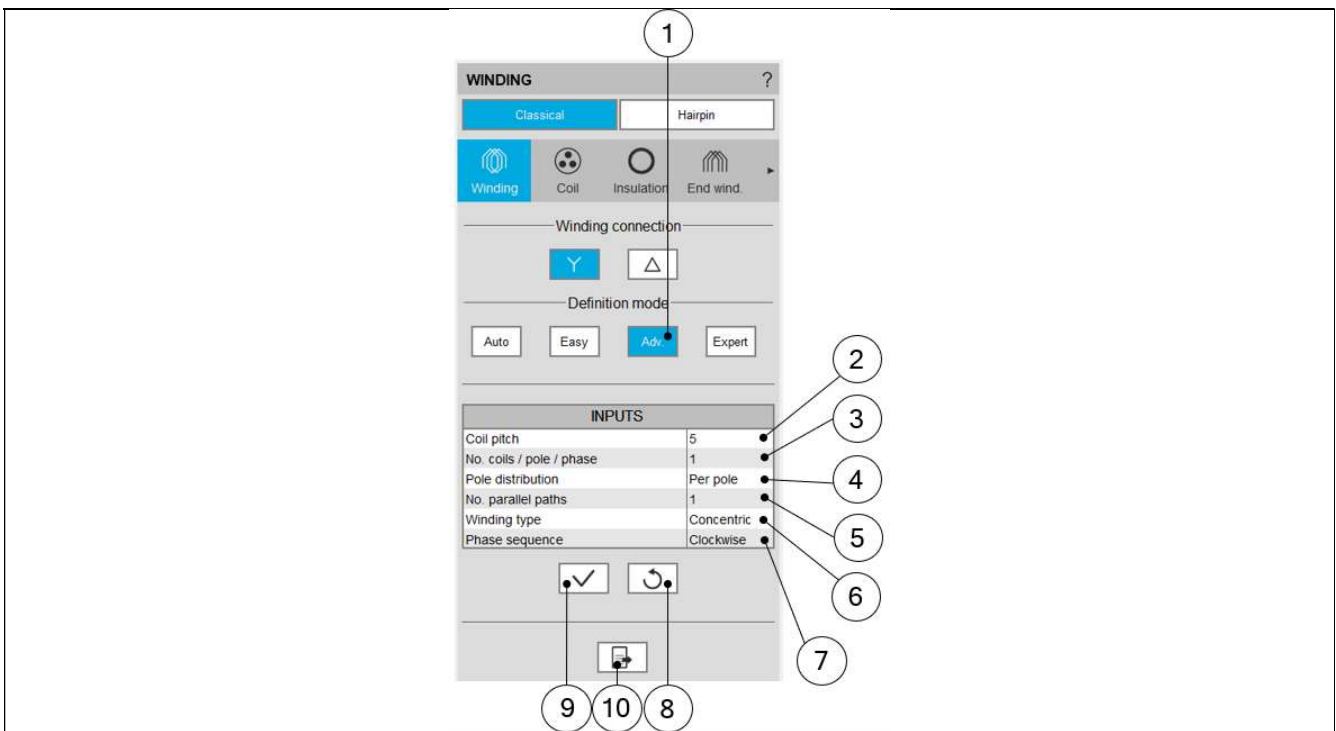 1
WINDING ?
Classical Hairpin
Winding Coil Insulation End wind.
Winding connection
Definition mode
Auto Easy Adv. Expert
2
INPUTS
3
Coil pitch 5
No. coils / pole / phase 1
Pole distribution Per pole
4
No. parallel paths 1
Winding type Concentric
5
Phase sequence Clockwise
6
7
9 10 8